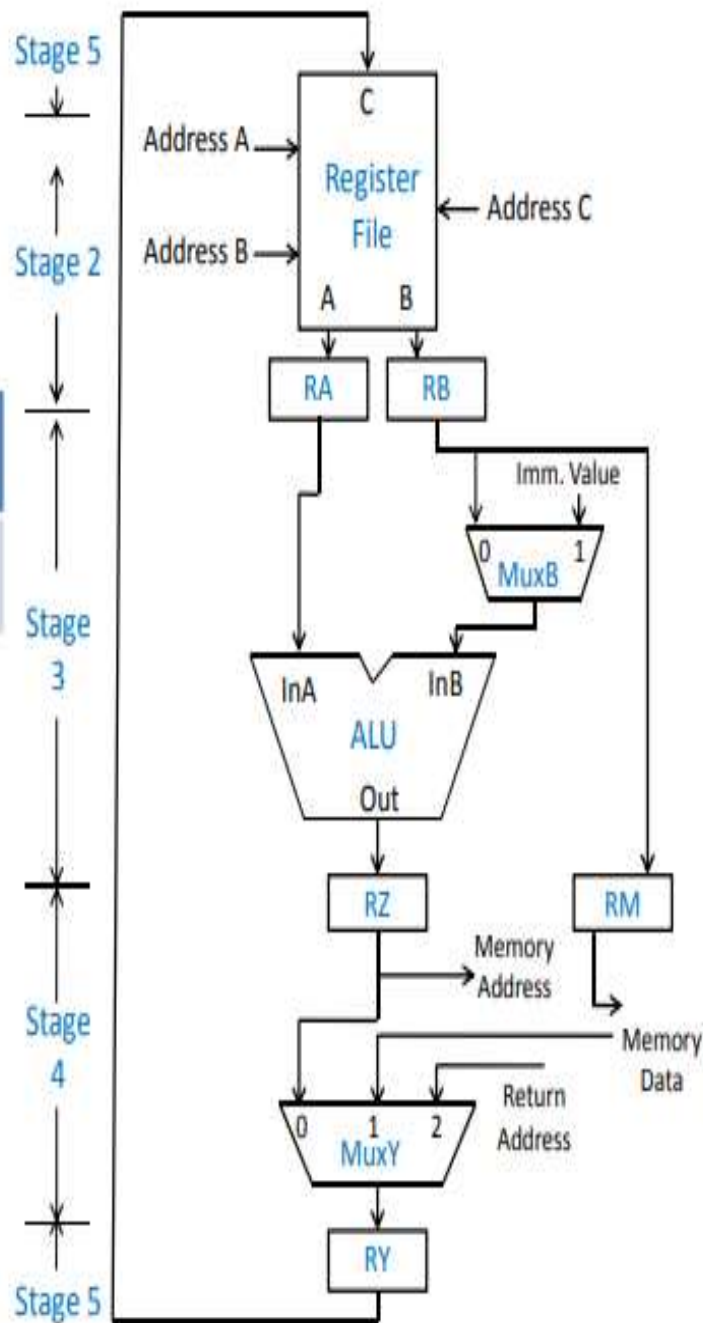 Stage 5
C
Address A
Register
File
Address C
Address B
Stage 2
A B
RA
RB
Imm. Value
0 1
MuxB
Stage
3
InA InB
ALU
Out
RZ
RM
Memory
Address
Stage
4
Memory
Data
Return
Address
0 1 2
MuxY
RY
Stage 5